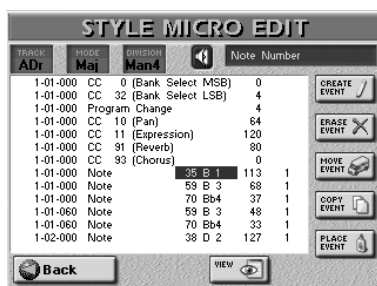 STYLE MICRO EDIT
TRACK MODE DIVISION
ADr Maj Man4 Note Number
1-01-000 CC 0 (Bank Select MSB) 0
1-01-000 CC 32 (Bank Select LSB) 4
1-01-000 Program Change 4
1-01-000 CC 10 (Pan) 64
1-01-000 CC 11 (Expression) 120
1-01-000 CC 91 (Reverb) 80
1-01-000 CC 93 (Chorus) 0
1-01-000 Note 35 B 1 113 1
1-01-000 Note 59 B 3 68 1
1-01-000 Note 70 Bb4 37 1
1-01-060 Note 59 B 3 48 1
1-01-060 Note 70 Bb4 33 1
1-02-000 Note 38 D 2 127 1
CREATE EVENT
ERASE EVENT
MOVE EVENT
COPY EVENT
PLACE EVENT
Back VIEW